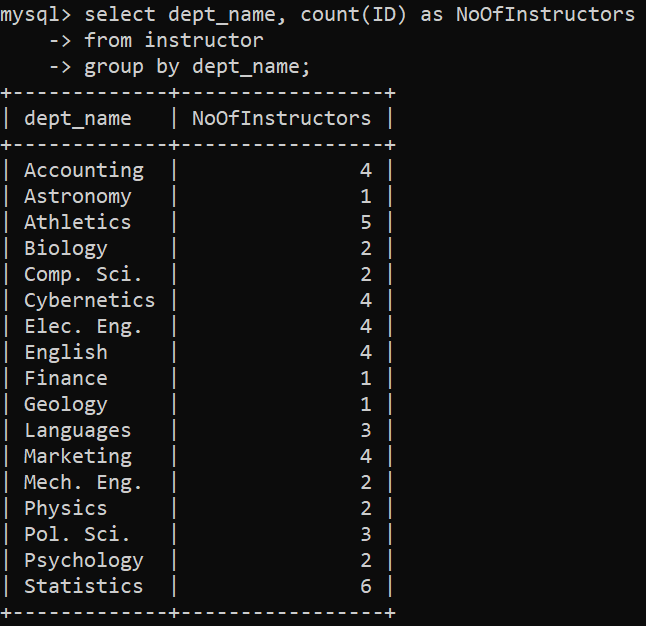 mysql> select dept_name, count(ID) as NoOfInstructors
    -> from instructor
    -> group by dept_name;
+-------------+-----------------+
| dept_name   | NoOfInstructors |
+-------------+-----------------+
| Accounting  |               4 |
| Astronomy   |               1 |
| Athletics   |               5 |
| Biology     |               2 |
| Comp. Sci.  |               2 |
| Cybernetics |               4 |
| Elec. Eng.  |               4 |
| English     |               4 |
| Finance     |               1 |
| Geology     |               1 |
| Languages   |               3 |
| Marketing   |               4 |
| Mech. Eng.  |               2 |
| Physics     |               2 |
| Pol. Sci.   |               3 |
| Psychology  |               2 |
| Statistics  |               6 |
+-------------+-----------------+